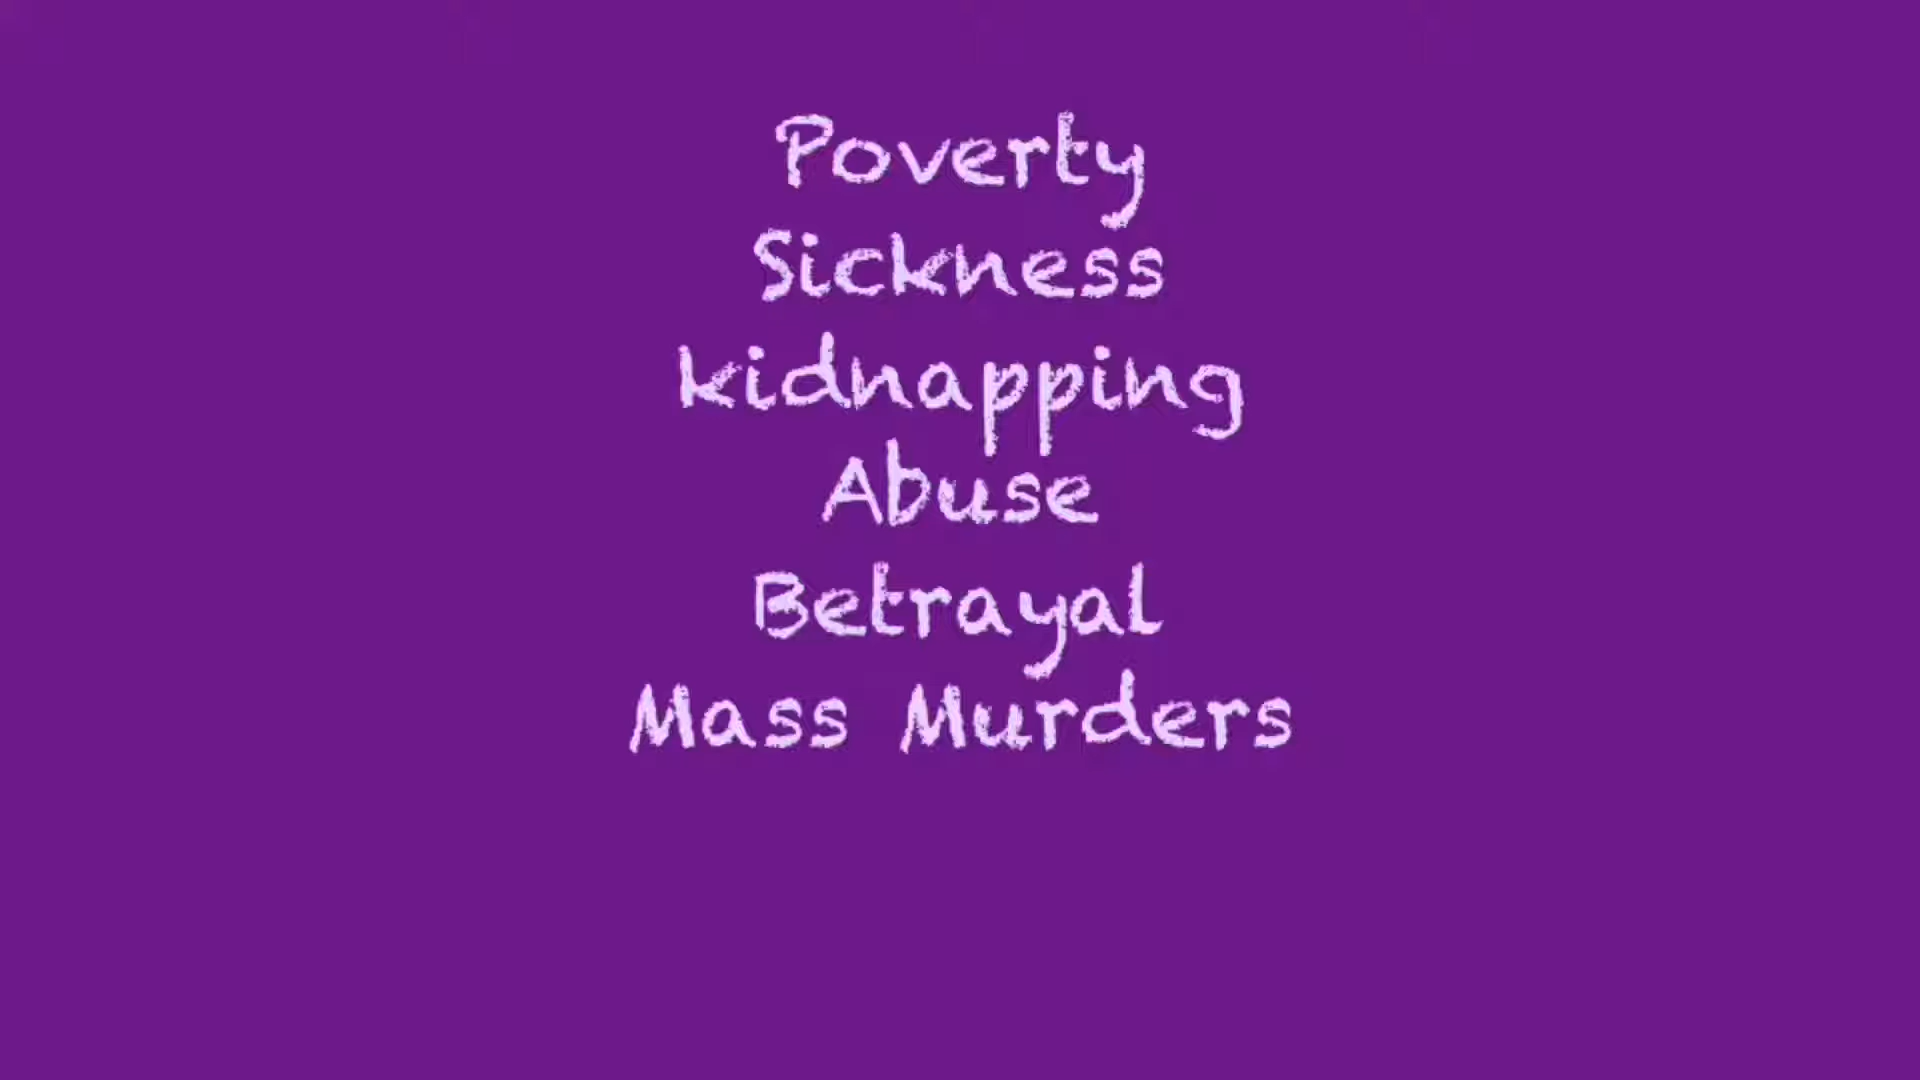 Poverty
Sickness
kidnapping
Abuse
Betrayal
Mass Murders